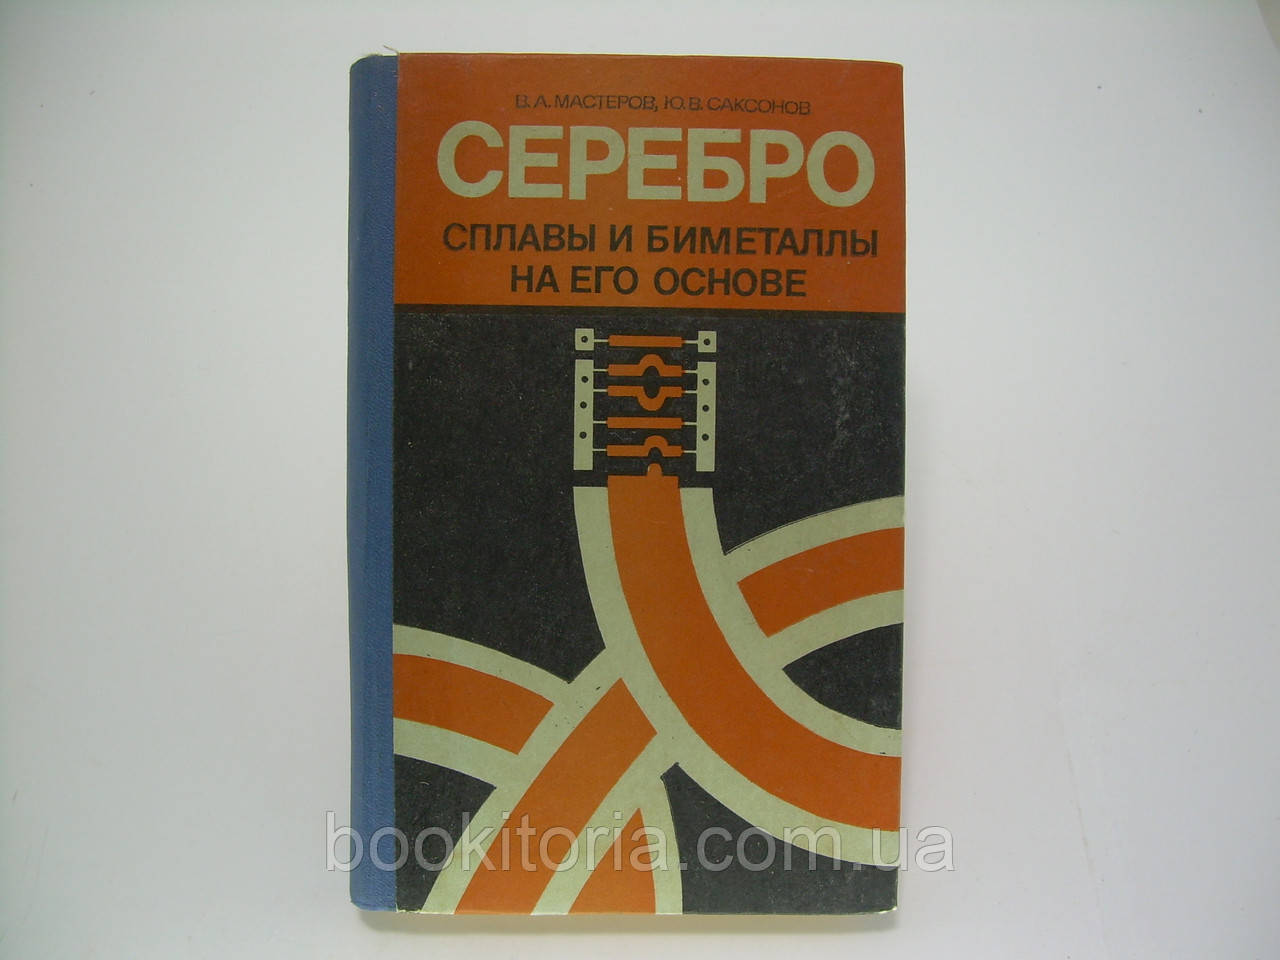 В. А. МАСТЕРОВ, Ю. В. САКСОНОВ
СЕРЕБРО
СПЛАВЫ И БИМЕТАЛЛЫ
НА ЕГО ОСНОВЕ
bookitoria.com.ua